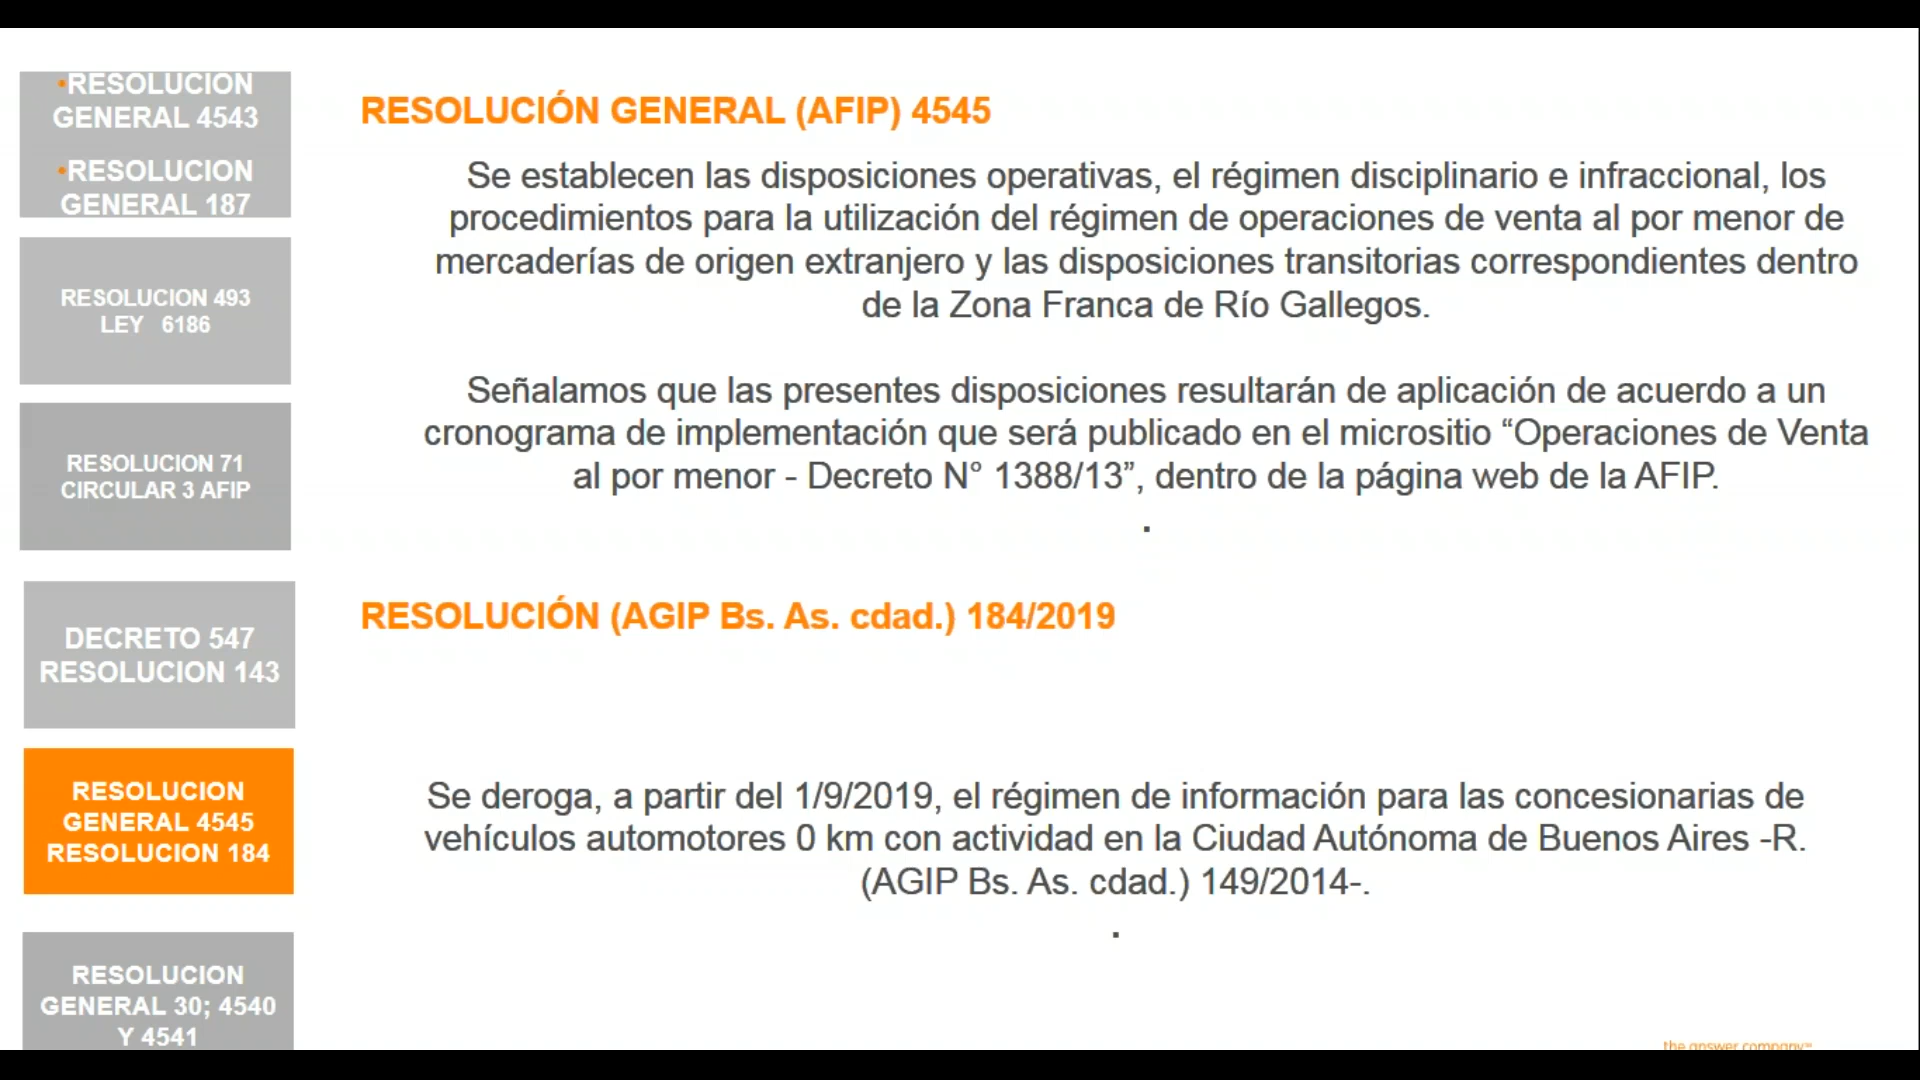 •RESOLUCION
GENERAL 4543
•RESOLUCION
GENERAL 187
RESOLUCION 493
LEY 6186
RESOLUCION 71
CIRCULAR 3 AFIP
DECRETO 547
RESOLUCION 143
RESOLUCION
GENERAL 4545
RESOLUCION 184
RESOLUCION
GENERAL 30; 4540
Y 4541
RESOLUCIÓN GENERAL (AFIP) 4545
Se establecen las disposiciones operativas, el régimen disciplinario e infraccional, los
procedimientos para la utilización del régimen de operaciones de venta al por menor de
mercaderías de origen extranjero y las disposiciones transitorias correspondientes dentro
de la Zona Franca de Río Gallegos.
Señalamos que las presentes disposiciones resultarán de aplicación de acuerdo a un
cronograma de implementación que será publicado en el micrositio “Operaciones de Venta
al por menor - Decreto N° 1388/13”, dentro de la página web de la AFIP.
.
RESOLUCIÓN (AGIP Bs. As. cdad.) 184/2019
Se deroga, a partir del 1/9/2019, el régimen de información para las concesionarias de
vehículos automotores 0 km con actividad en la Ciudad Autónoma de Buenos Aires -R.
(AGIP Bs. As. cdad.) 149/2014-.
.
the answer company℠